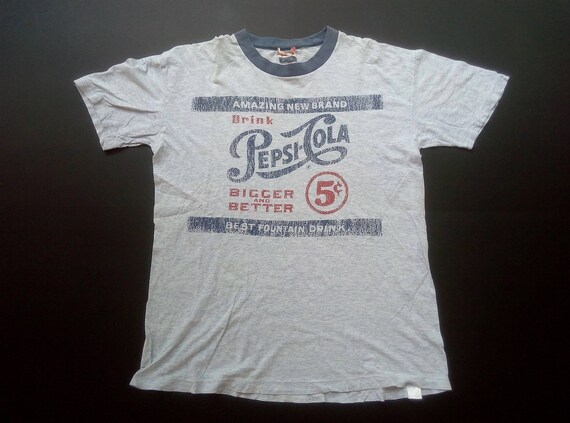 AMAZING NEW BRAND
Drink
PEPSI-COLA
BIGGER
AND
BETTER
5¢
BEST FOUNTAIN DRINK